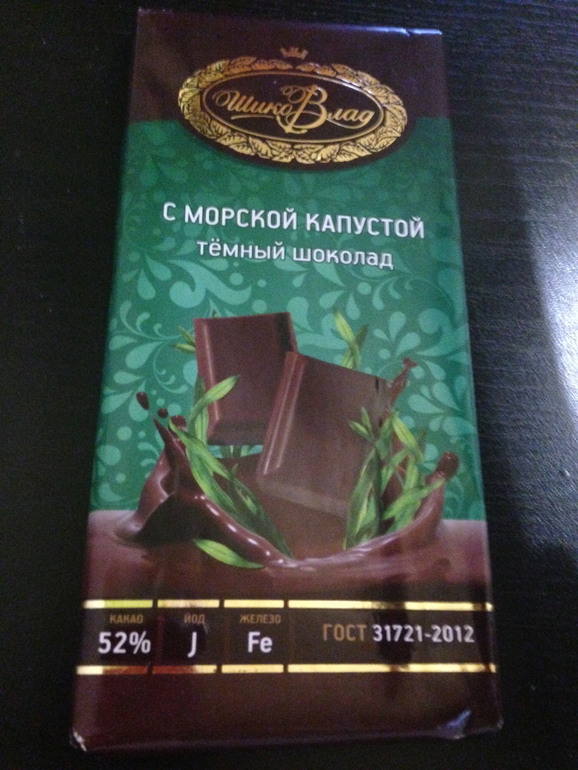 ШикоВлад
С МОРСКОЙ КАПУСТОЙ
тёмный шоколад
КАКАО ЙОД ЖЕЛЕЗО
52% J Fe ГОСТ 31721-2012